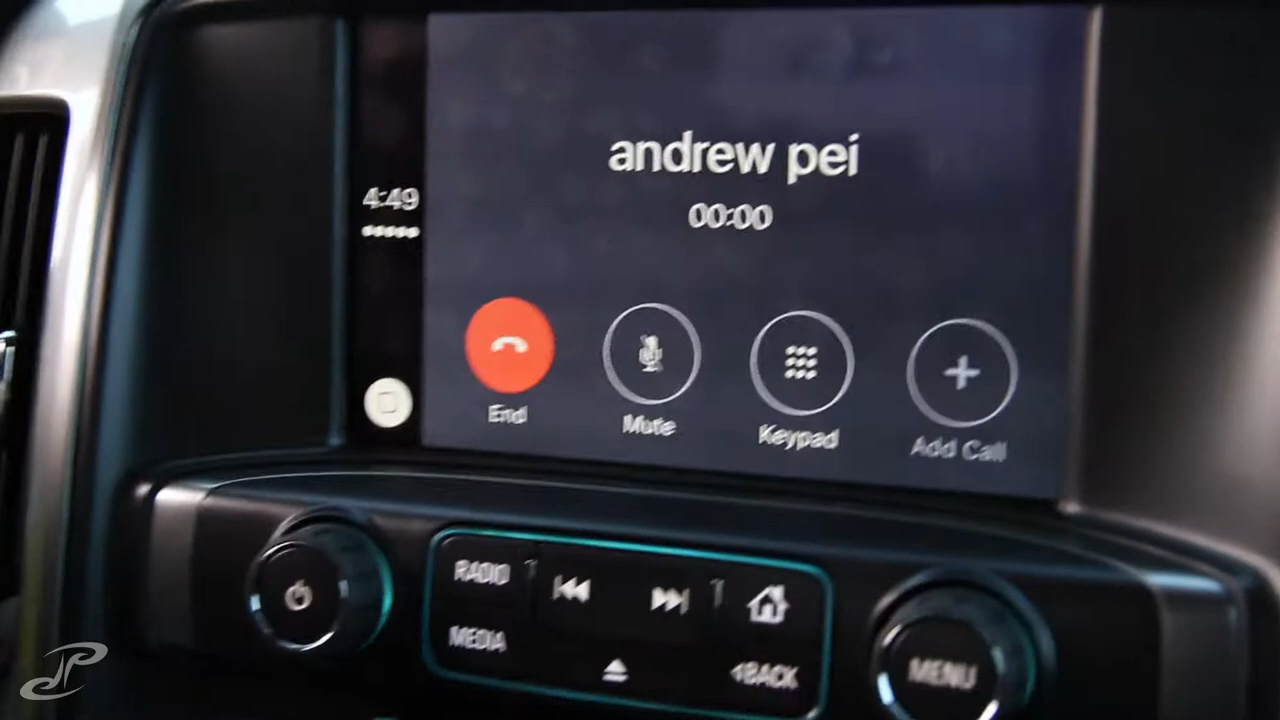 andrew pei
4:49
00:00
End
Mute
Keypad
Add Call
RADIO
MEDIA
BACK
MENU